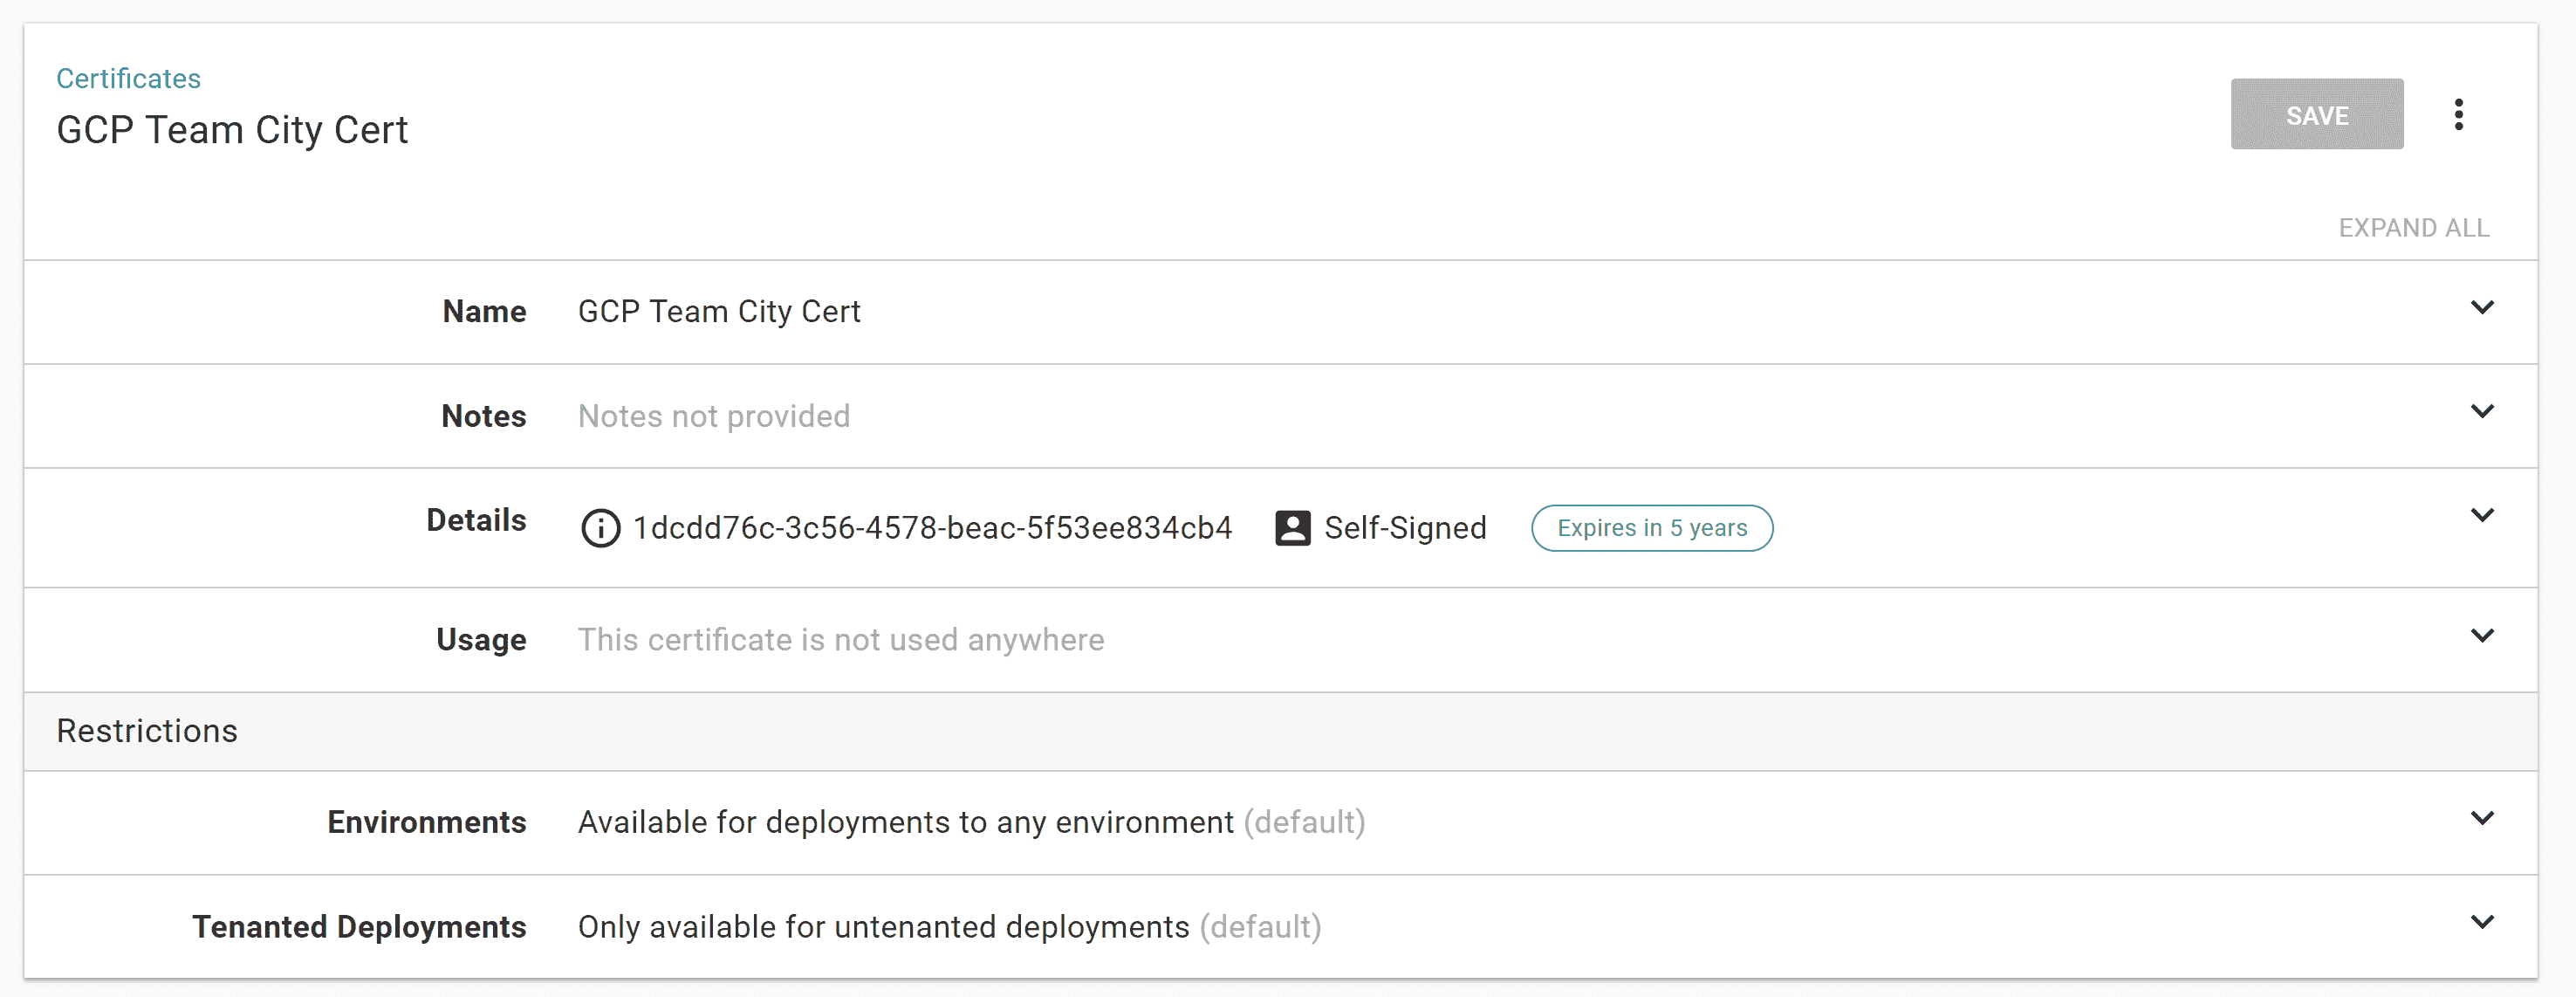 Certificates
GCP Team City Cert
SAVE
EXPAND ALL
Name GCP Team City Cert
Notes Notes not provided
Details 1dcdd76c-3c56-4578-beac-5f53ee834cb4 Self-Signed Expires in 5 years
Usage This certificate is not used anywhere
Restrictions
Environments Available for deployments to any environment (default)
Tenanted Deployments Only available for untenanted deployments (default)